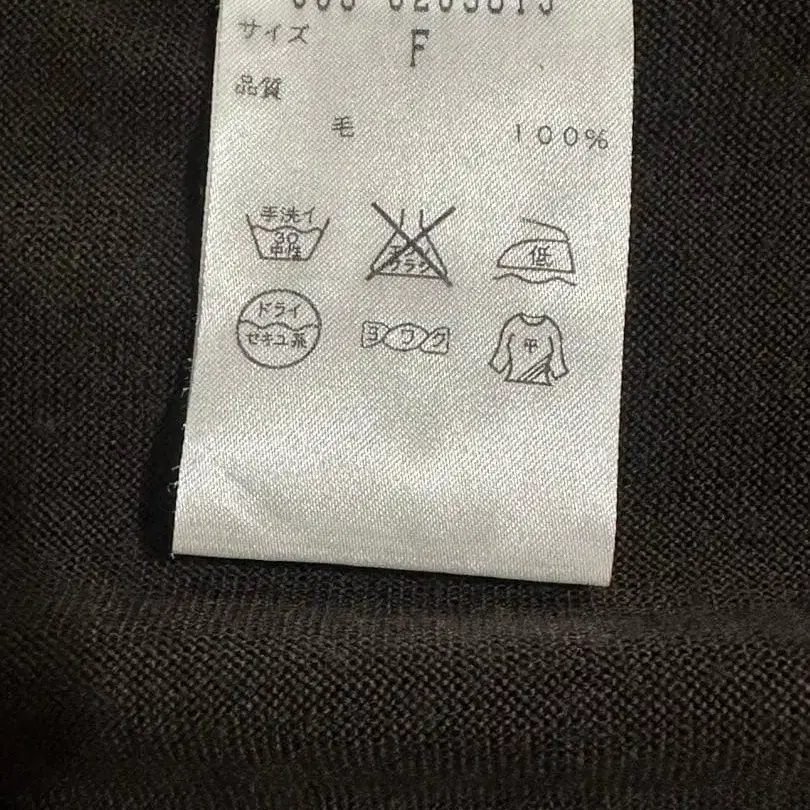 サイズ F
品質
毛 100%
手洗イ
30
中性
エンソ
サラシ
低
ドライ
セキユ系
ヨワク
平